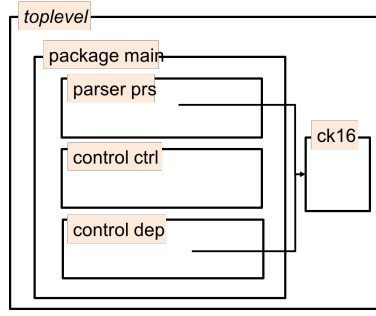 toplevel
package main
parser prs
ck16
control ctrl
control dep